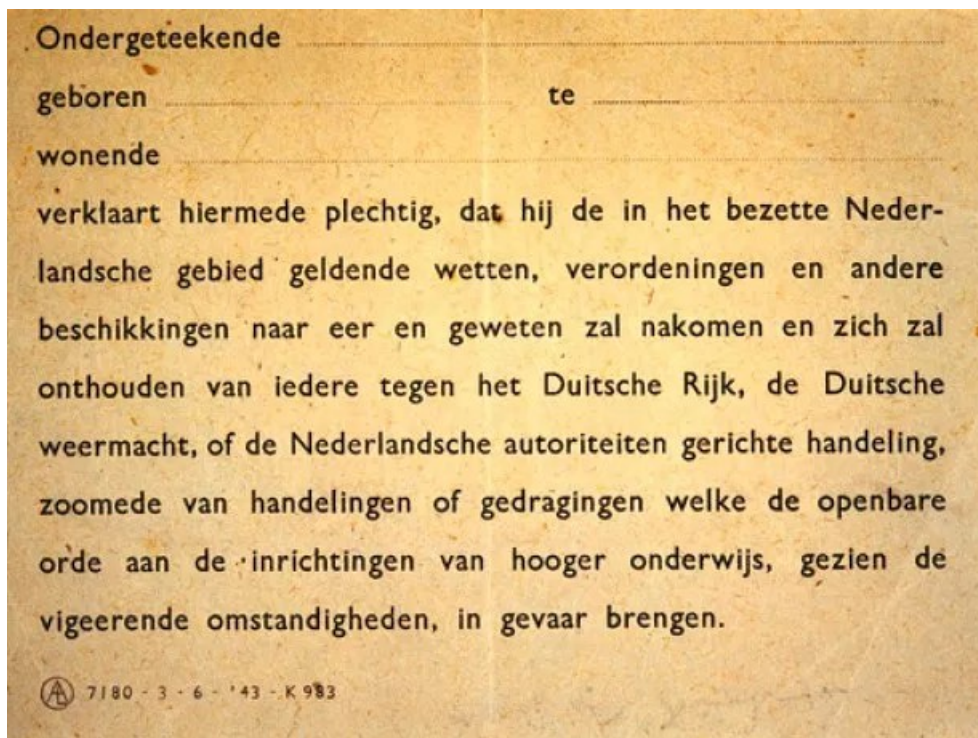 Ondergeteekende
geboren te
wonende
verklaart hiermede plechtig, dat hij de in het bezette Neder-
landsche gebied geldende wetten, verordeningen en andere
beschikkingen naar eer en geweten zal nakomen en zich zal
onthouden van iedere tegen het Duitsche Rijk, de Duitsche
weermacht, of de Nederlandsche autoriteiten gerichte handeling,
zoomede van handelingen of gedragingen welke de openbare
orde aan de inrichtingen van hooger onderwijs, gezien de
vigeerende omstandigheden, in gevaar brengen.
7180 - 3 - 6 - '43 - K 983